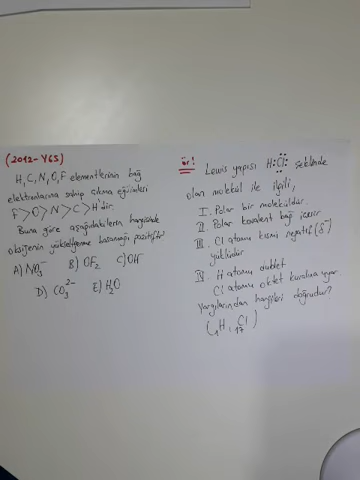 (2012-YGS)
H, C, N, O, F elementlerinin bağ
elektronlarına sahip çıkma eğilimleri
F>O>N>C>H'dir.
Buna göre aşağıdakilerin hangisinde
oksijenin yükseltgenme basamağı pozitiftir?
A) NO3- B) OF2 C) OH-
D) CO3^2- E) H2O
ör:
Lewis yapısı H:Cl: şeklinde
olan molekül ile ilgili,
I. Polar bir moleküldür.
II. Polar kovalent bağ içerir
III. Cl atomu kısmi negatif (δ-)
yüklüdür
IV. H atomu dublet
Cl atomu oktet kuralına uyar
yargılarından hangileri doğrudur?
(1H, 17Cl)